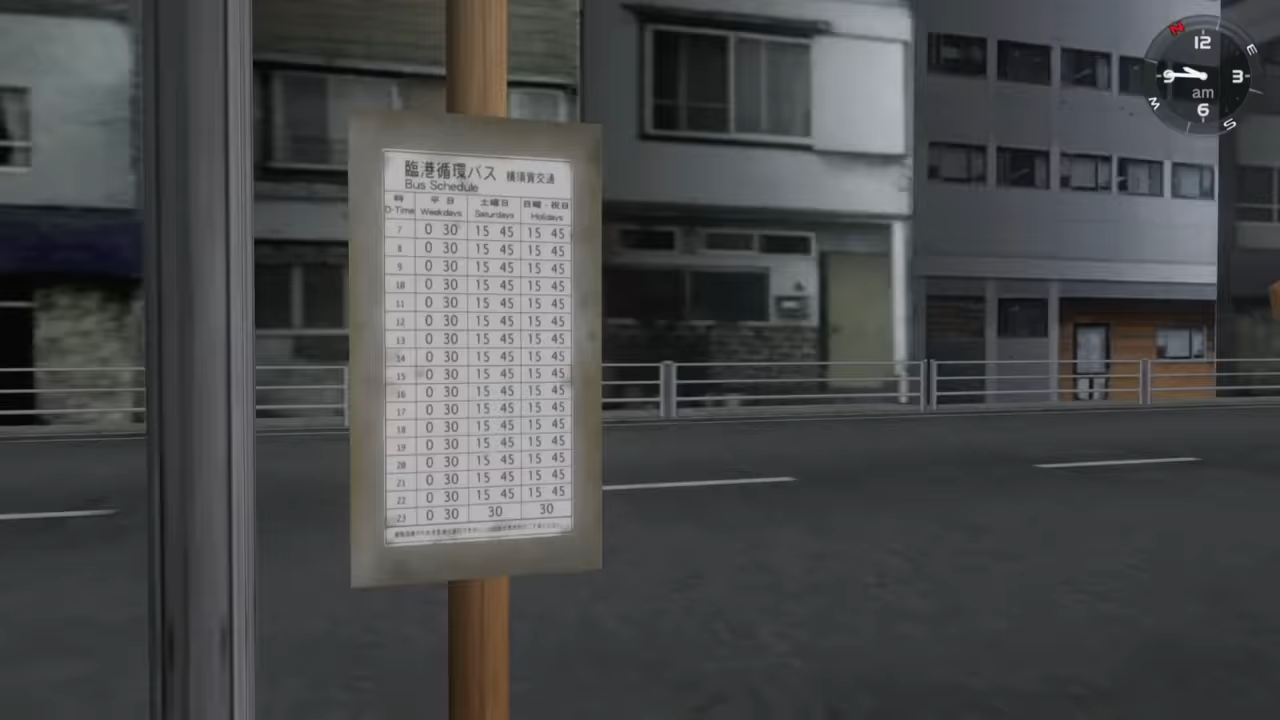 臨港循環バス 横須賀交通
Bus Schedule
時 平日 土曜日 日曜・祝日
D-Time Weekdays Saturdays Holidays
7 0 30 15 45 15 45
8 0 30 15 45 15 45
9 0 30 15 45 15 45
10 0 30 15 45 15 45
11 0 30 15 45 15 45
12 0 30 15 45 15 45
13 0 30 15 45 15 45
14 0 30 15 45 15 45
15 0 30 15 45 15 45
16 0 30 15 45 15 45
17 0 30 15 45 15 45
18 0 30 15 45 15 45
19 0 30 15 45 15 45
20 0 30 15 45 15 45
21 0 30 15 45 15 45
22 0 30 15 45 15 45
23 0 30 30 30
N
12
E
9
3
am
W
6
S